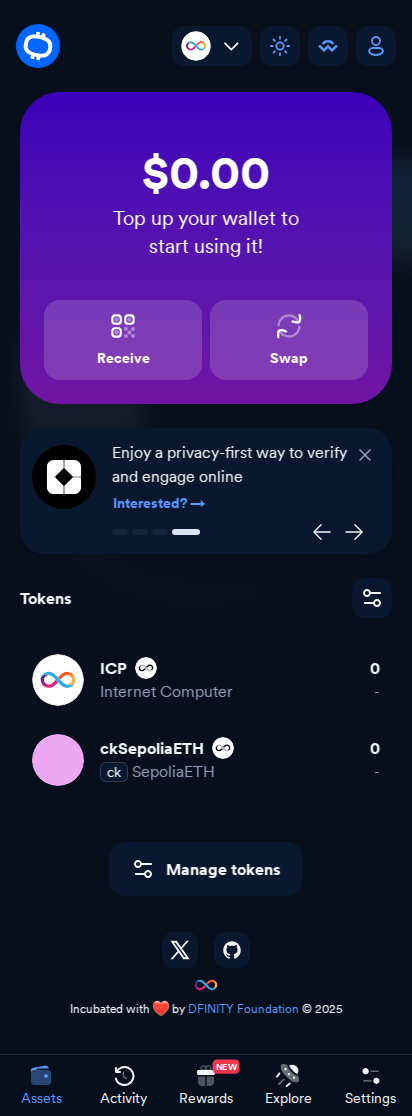 $0.00
Top up your wallet to
start using it!
Receive
Swap
Enjoy a privacy-first way to verify
and engage online
Interested?
Tokens
ICP
0
Internet Computer
-
ckSepoliaETH
0
ck SepoliaETH
-
Manage tokens
Incubated with ❤️ by DFINITY Foundation © 2025
NEW
Assets
Activity
Rewards
Explore
Settings